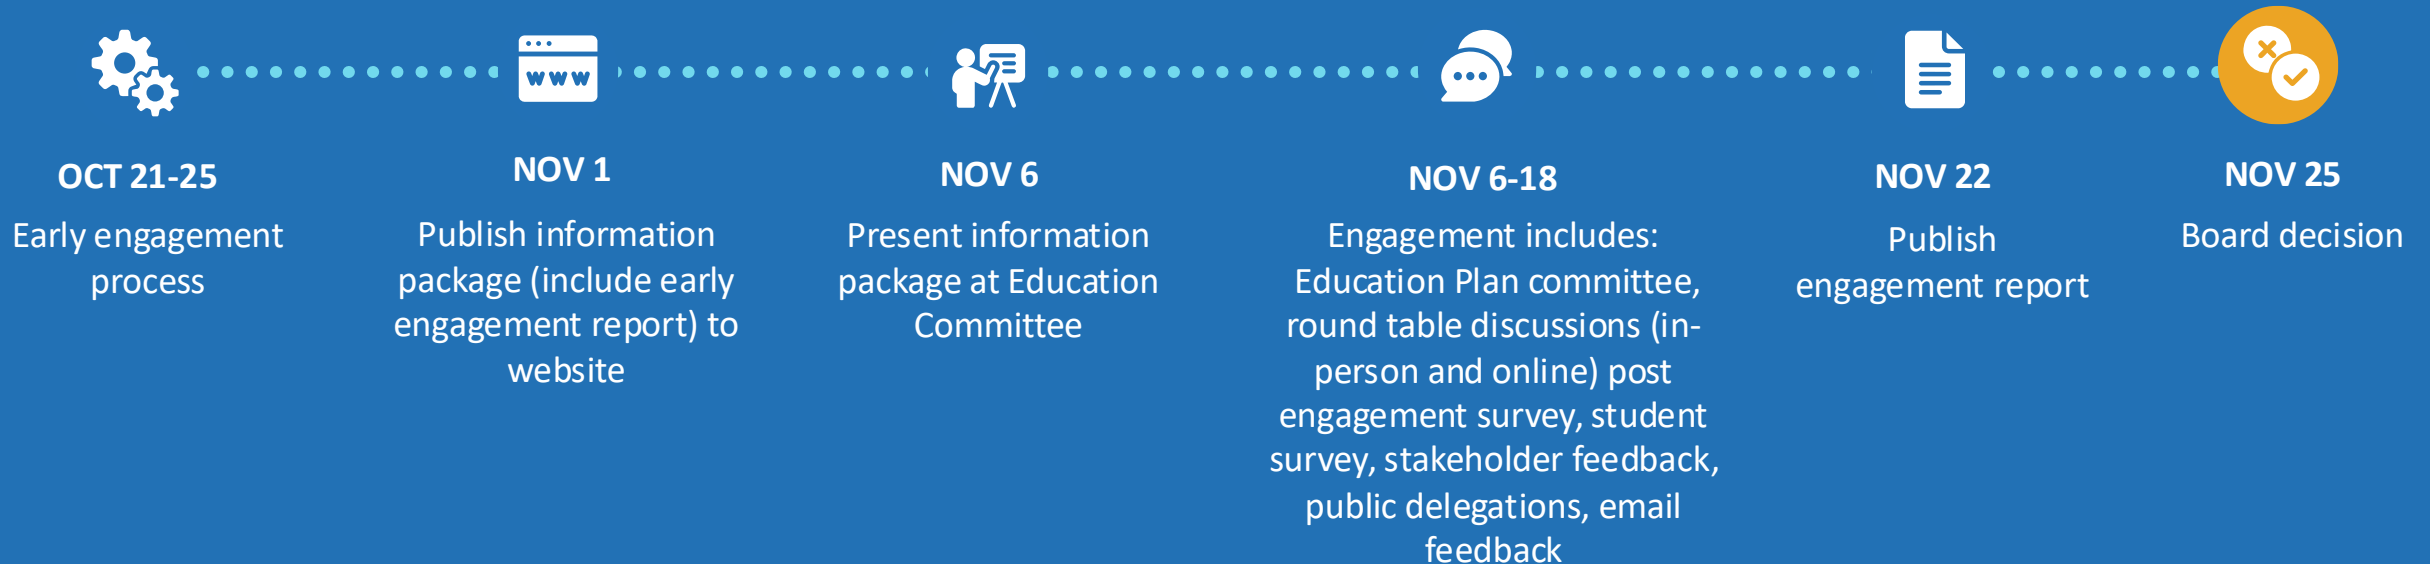 www
OCT 21-25
Early engagement
process
NOV 1
Publish information
package (include early
engagement report) to
website
NOV 6
Present information
package at Education
Committee
NOV 6-18
Engagement includes:
Education Plan committee,
round table discussions (in-
person and online) post
engagement survey, student
survey, stakeholder feedback,
public delegations, email
feedback
NOV 22
Publish
engagement report
NOV 25
Board decision